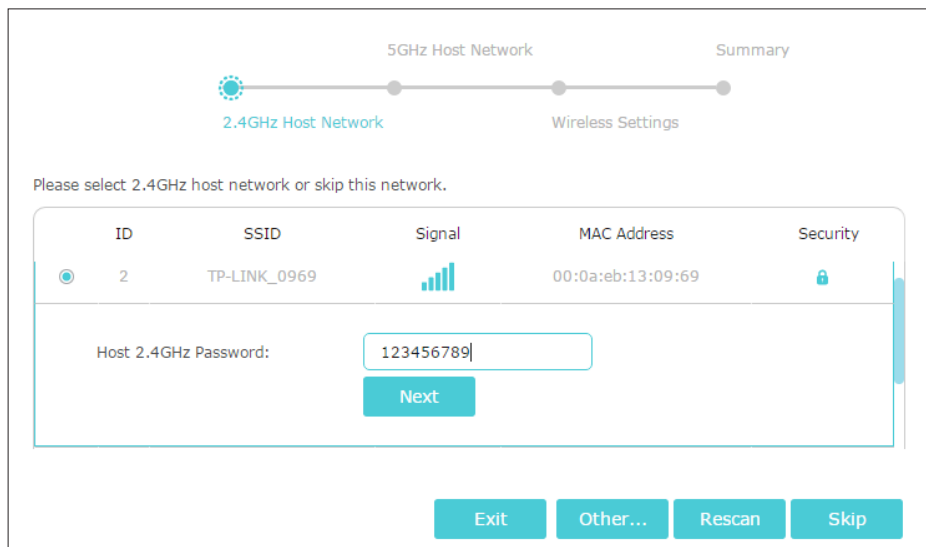 5GHz Host Network Summary
2.4GHz Host Network Wireless Settings
Please select 2.4GHz host network or skip this network.
ID SSID Signal MAC Address Security
2 TP-LINK_0969 00:0a:eb:13:09:69
Host 2.4GHz Password: 123456789
Next
Exit Other... Rescan Skip